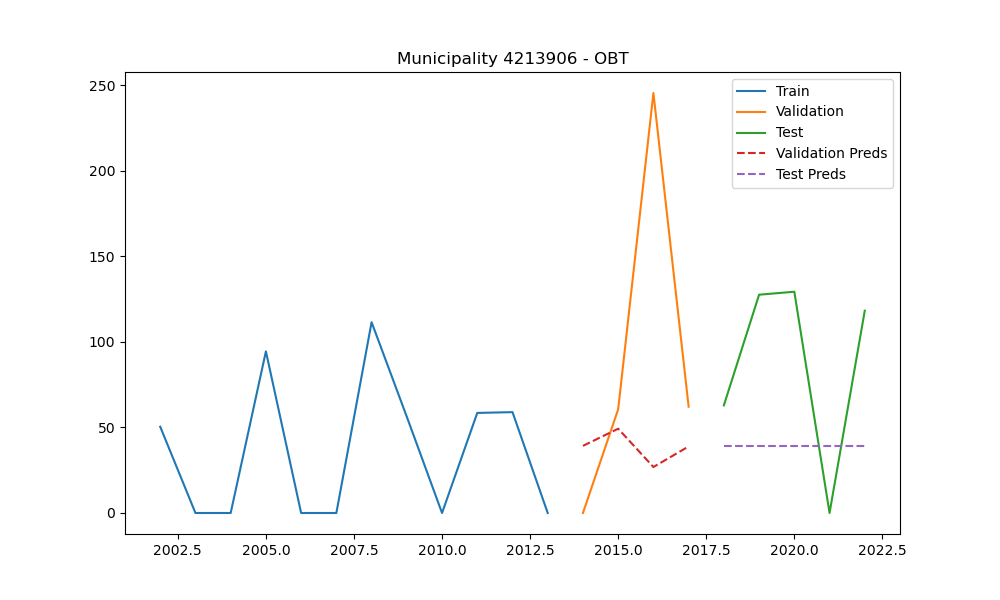 Municipality 4213906 - OBT
250
200
150
100
50
0
Train
Validation
Test
Validation Preds
Test Preds
2002.5 2005.0 2007.5 2010.0 2012.5 2015.0 2017.5 2020.0 2022.5